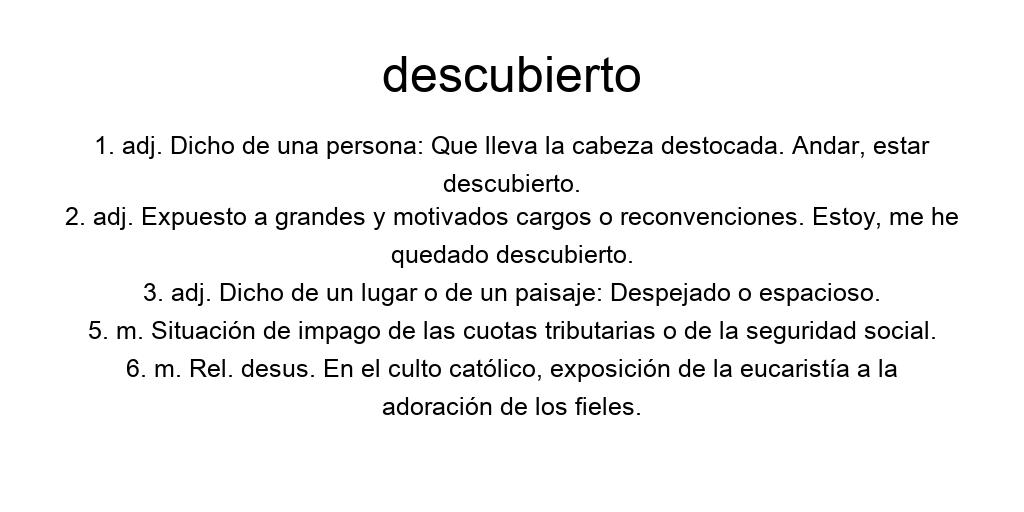 descubierto
1. adj. Dicho de una persona: Que lleva la cabeza destocada. Andar, estar
descubierto.
2. adj. Expuesto a grandes y motivados cargos o reconvenciones. Estoy, me he
quedado descubierto.
3. adj. Dicho de un lugar o de un paisaje: Despejado o espacioso.
5. m. Situación de impago de las cuotas tributarias o de la seguridad social.
6. m. Rel. desus. En el culto católico, exposición de la eucaristía a la
adoración de los fieles.